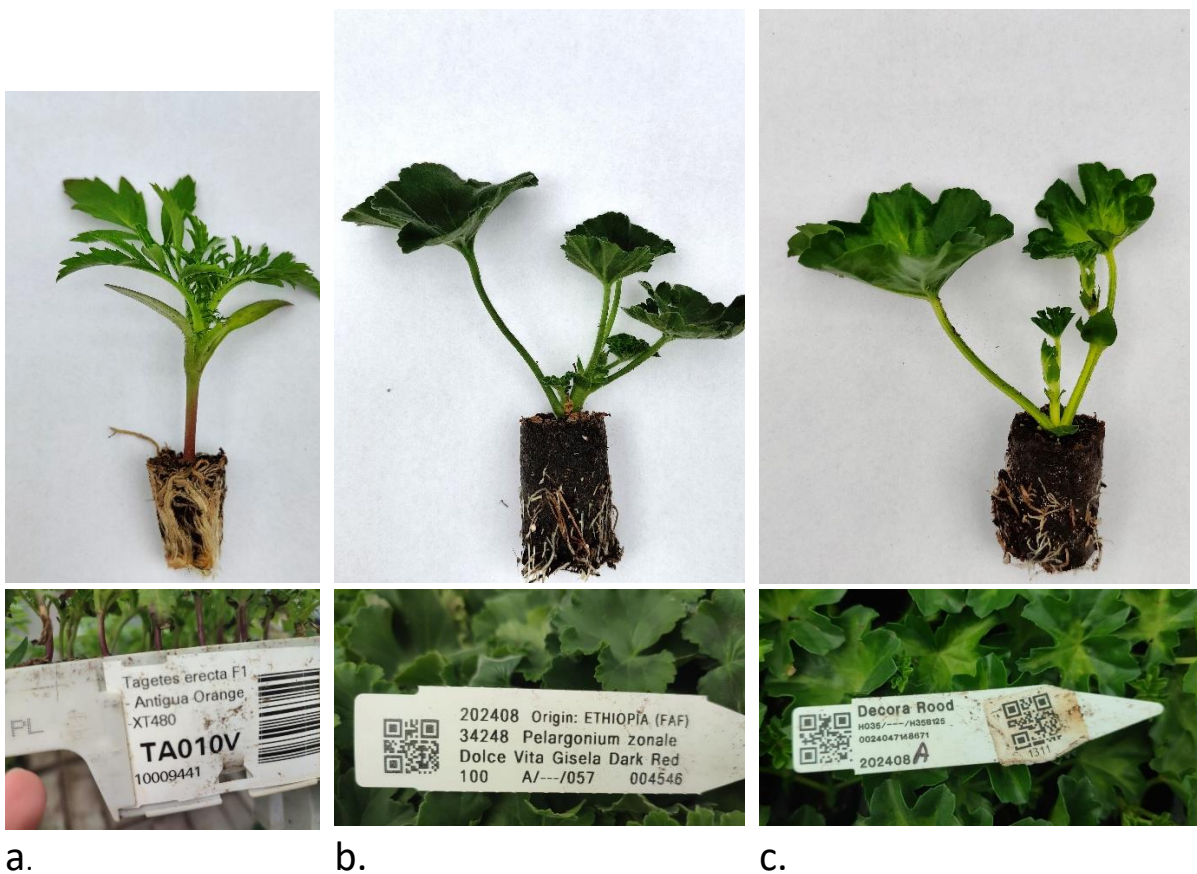 PL
Tagetes erecta F1
Antigua Orange,
XT480
TA010V
10009441
202408 Origin: ETHIOPIA (FAF)
34248 Pelargonium zonale
Dolce Vita Gisela Dark Red
100 A/---/057 004546
Decora Rood
H036/---/H35B125
0024047148671
202408 A
1311
a.
b.
c.